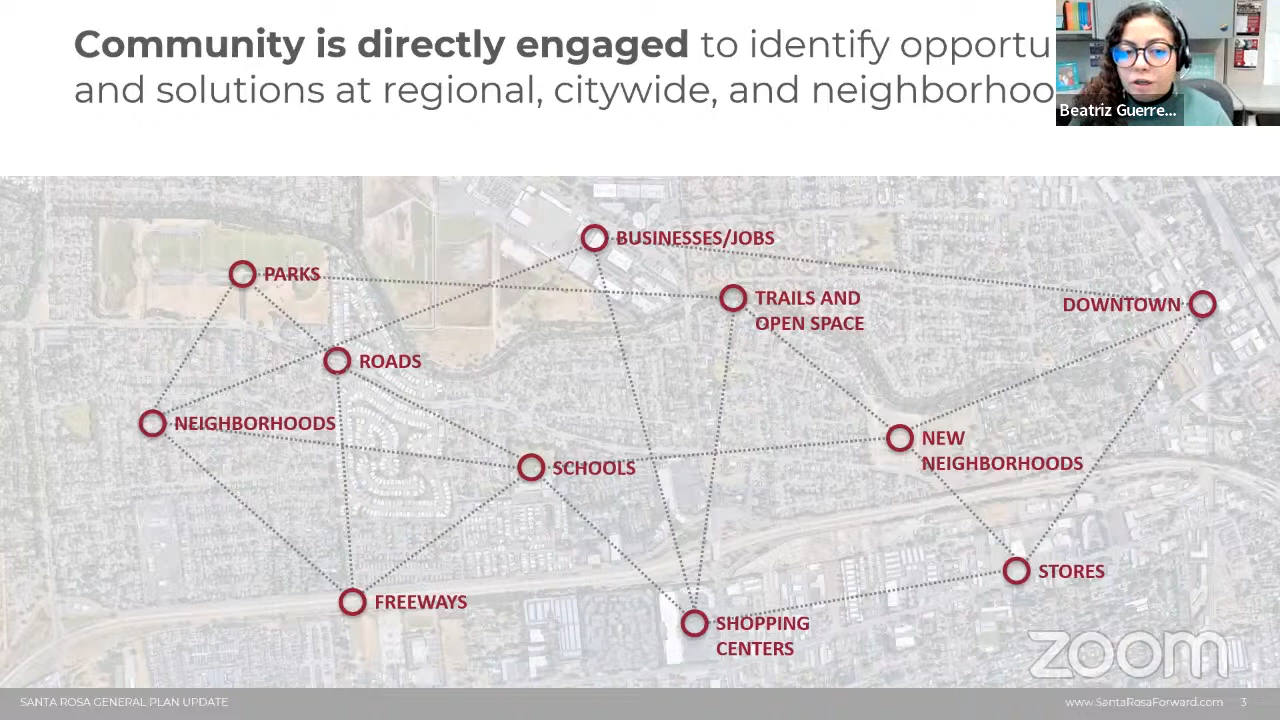 Community is directly engaged to identify opportu
and solutions at regional, citywide, and neighborhoo
Beatriz Guerre...
BUSINESSES/JOBS
PARKS
TRAILS AND
OPEN SPACE
DOWNTOWN
ROADS
NEIGHBORHOODS
NEW
NEIGHBORHOODS
SCHOOLS
STORES
FREEWAYS
SHOPPING
CENTERS
zoom
SANTA ROSA GENERAL PLAN UPDATE
www.SantaRosaForward.com 3